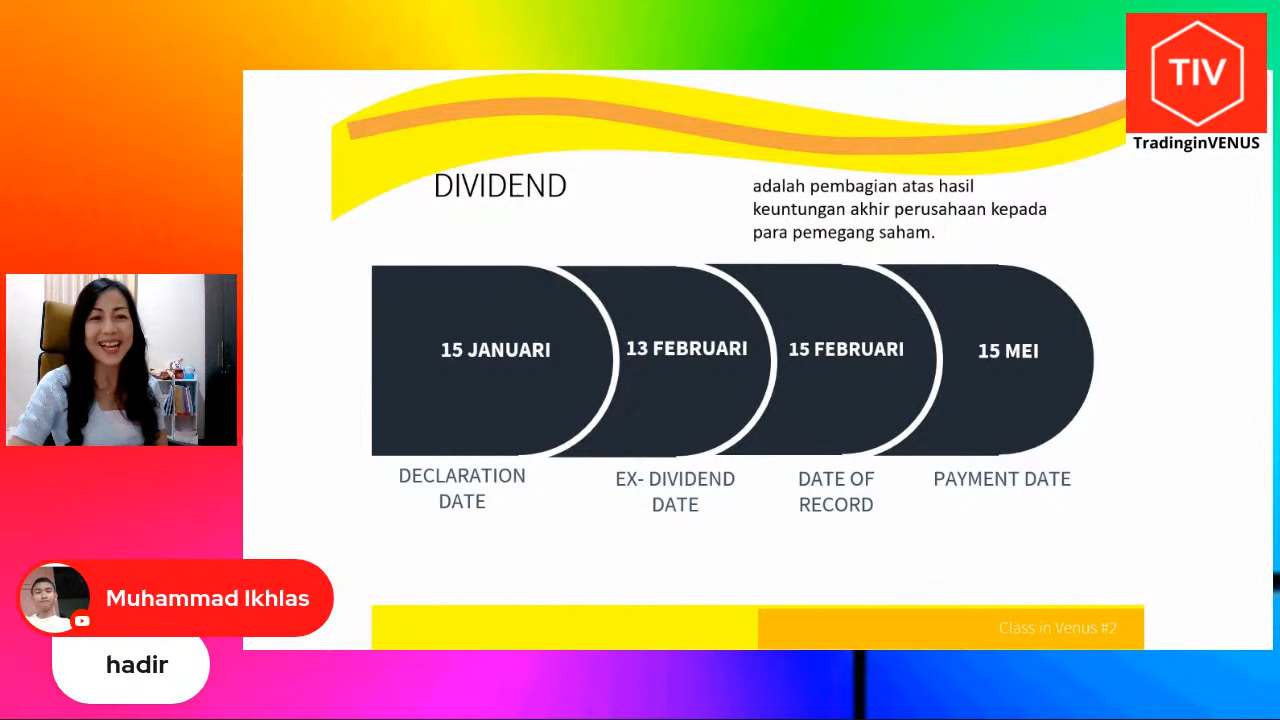 TIV
TradinginVENUS
DIVIDEND
adalah pembagian atas hasil
keuntungan akhir perusahaan kepada
para pemegang saham.
15 JANUARI
13 FEBRUARI
15 FEBRUARI
15 MEI
DECLARATION
DATE
EX- DIVIDEND
DATE
DATE OF
RECORD
PAYMENT DATE
Class in Venus #2
Muhammad Ikhlas
hadir